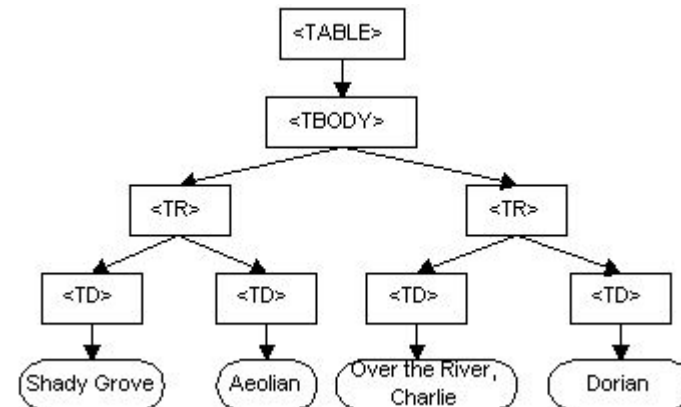 <TABLE>
<TBODY>
<TR>
<TR>
<TD>
<TD>
<TD>
<TD>
Shady Grove
Aeolian
Over the River,
Charlie
Dorian